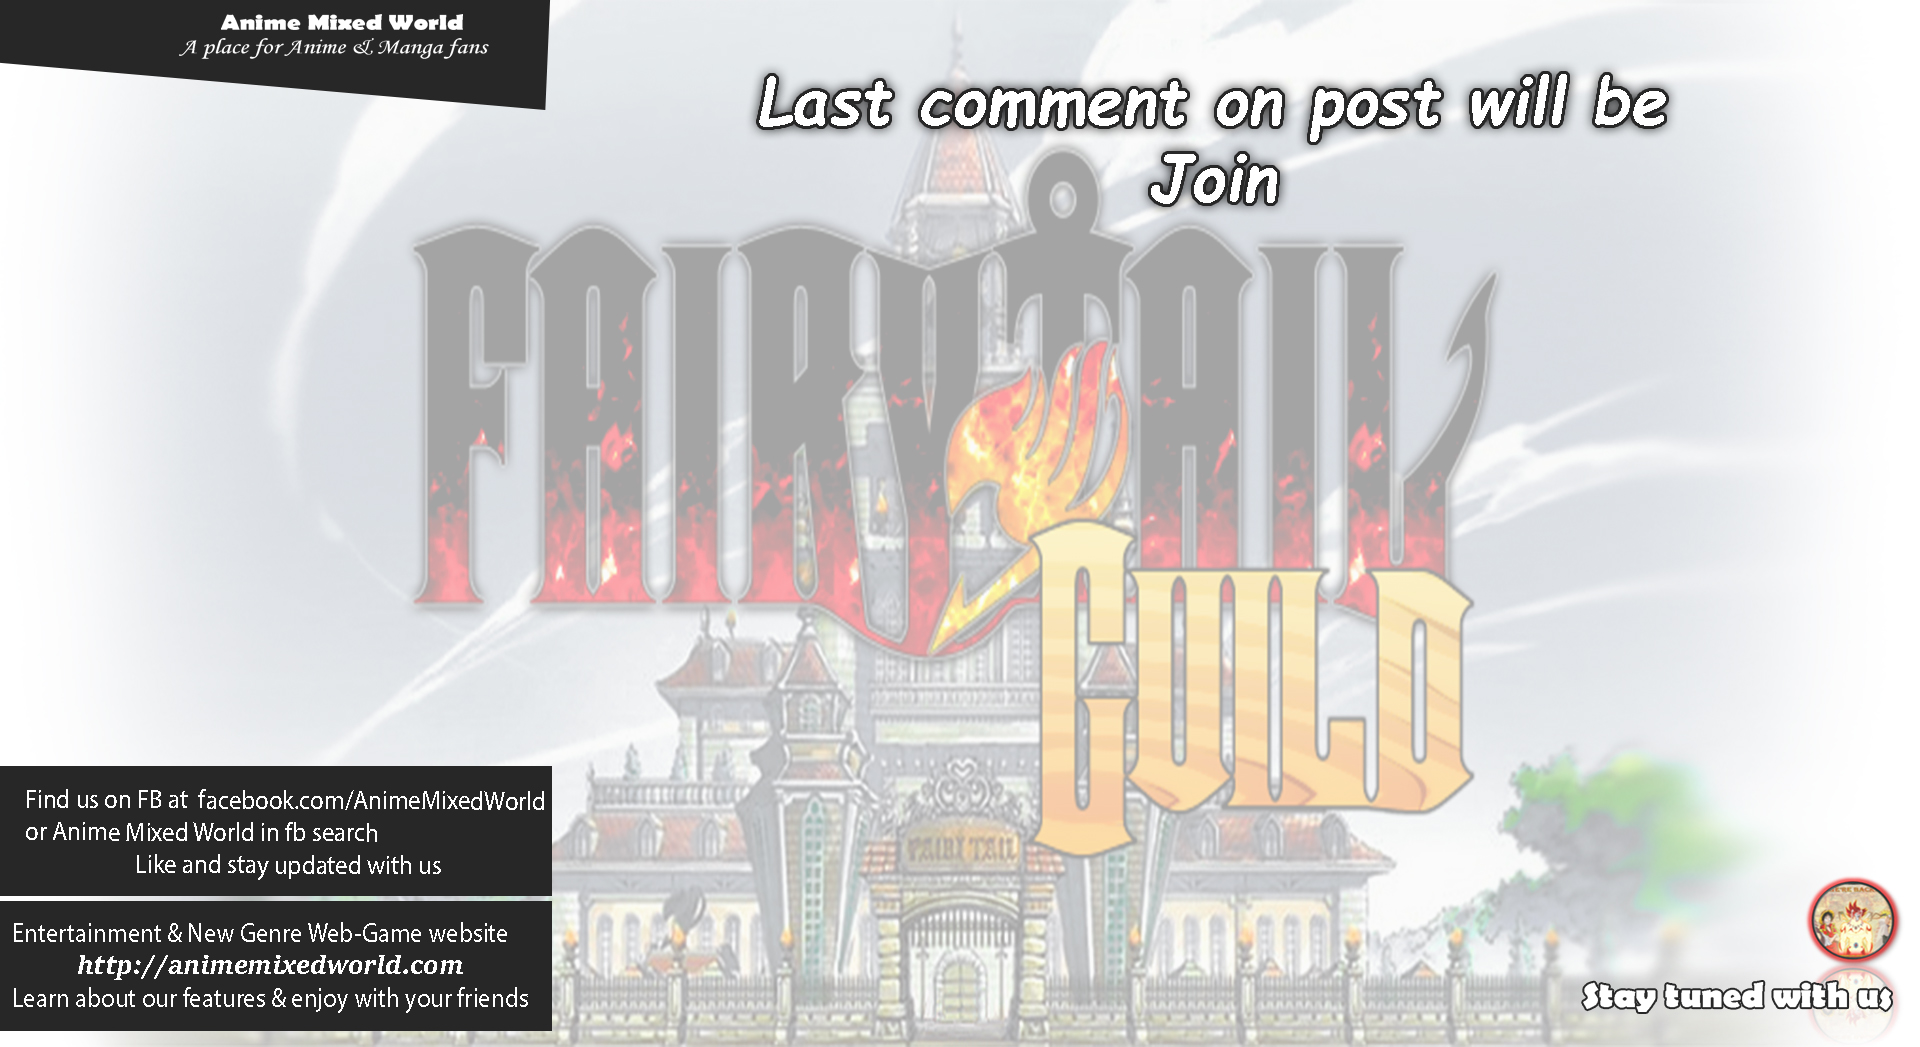 Anime Mixed World
A place for Anime & Manga fans
Last comment on post will be
Join
FAIRY TAIL
GUILD
FAIRY TAIL
Find us on FB at facebook.com/AnimeMixedWorld
or Anime Mixed World in fb search
Like and stay updated with us
Entertainment & New Genre Web-Game website
http://animemixedworld.com
Learn about our features & enjoy with your friends
Stay tuned with us